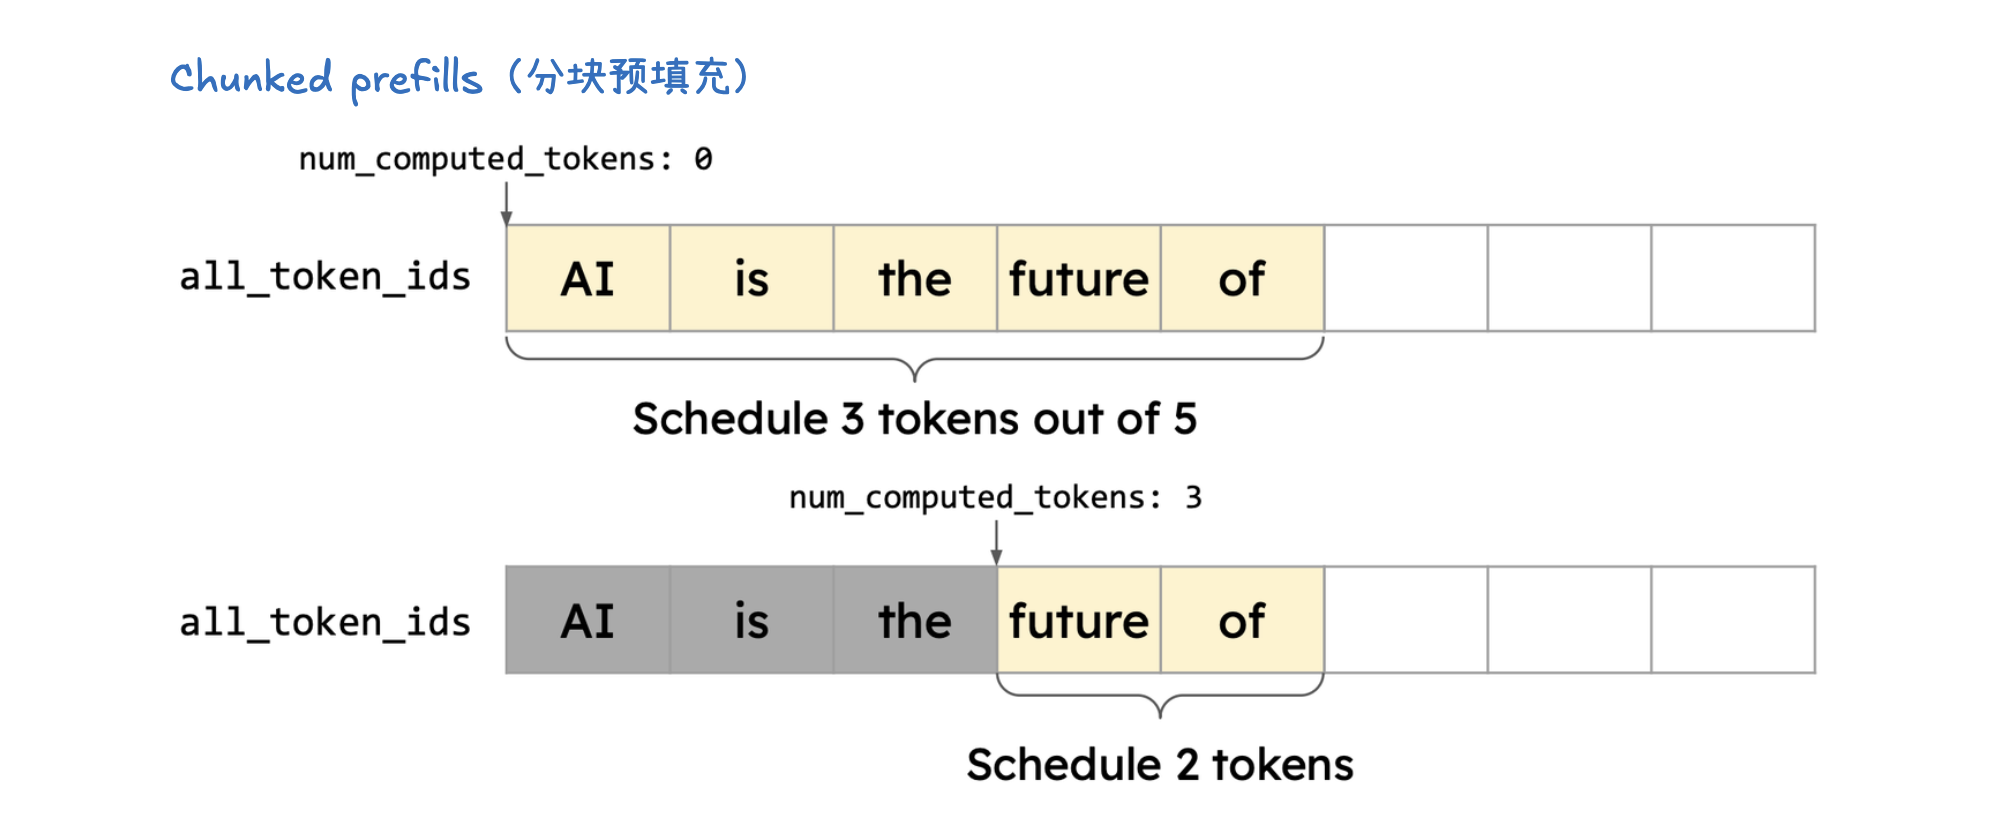 Chunked prefills（分块预填充）
num_computed_tokens: 0
all_token_ids AI is the future of
Schedule 3 tokens out of 5
num_computed_tokens: 3
all_token_ids AI is the future of
Schedule 2 tokens